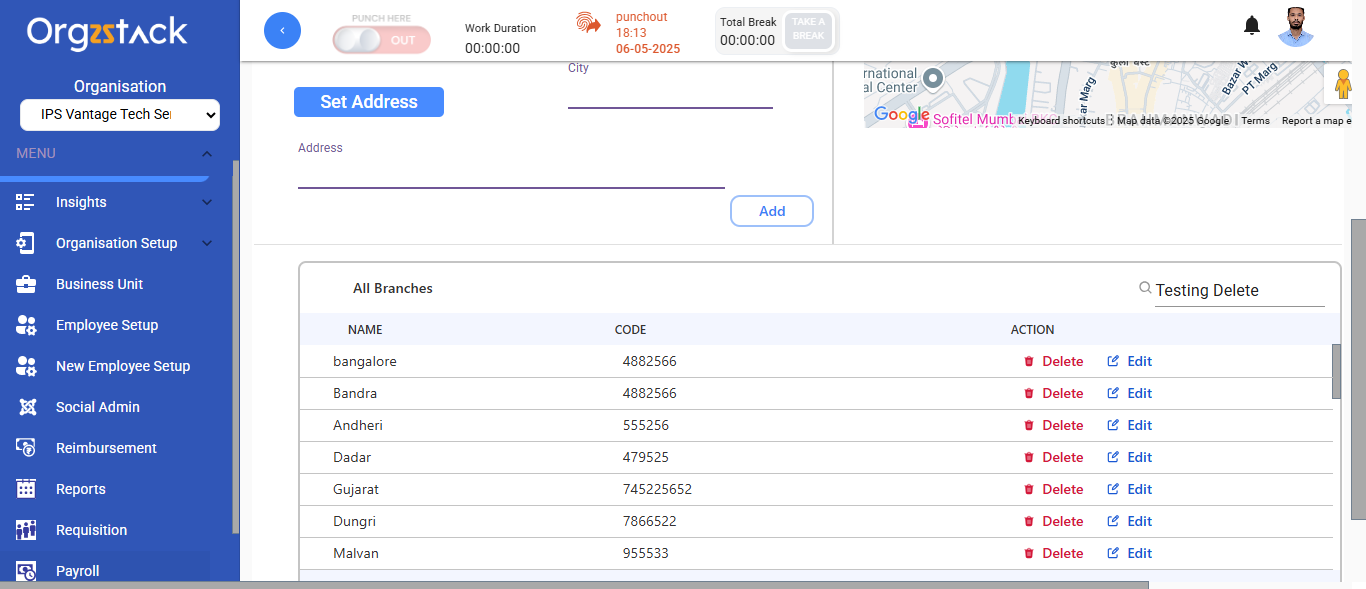 Orgzstack
Organisation
IPS Vantage Tech Ser
MENU
Insights
Organisation Setup
Business Unit
Employee Setup
New Employee Setup
Social Admin
Reimbursement
Reports
Requisition
Payroll
PUNCH HERE
OUT
Work Duration
00:00:00
punchout
18:13
06-05-2025
Total Break
00:00:00
TAKE A
BREAK
City
Set Address
Address
Add
rnational
al Center
Bazar W
PT Marg
ar Marg
Google
Sofitel Mumb
Keyboard shortcuts
Map data ©2025 Google
Terms
Report a map e
All Branches
Testing Delete
NAME CODE ACTION
bangalore 4882566 Delete Edit
Bandra 4882566 Delete Edit
Andheri 555256 Delete Edit
Dadar 479525 Delete Edit
Gujarat 745225652 Delete Edit
Dungri 7866522 Delete Edit
Malvan 955533 Delete Edit